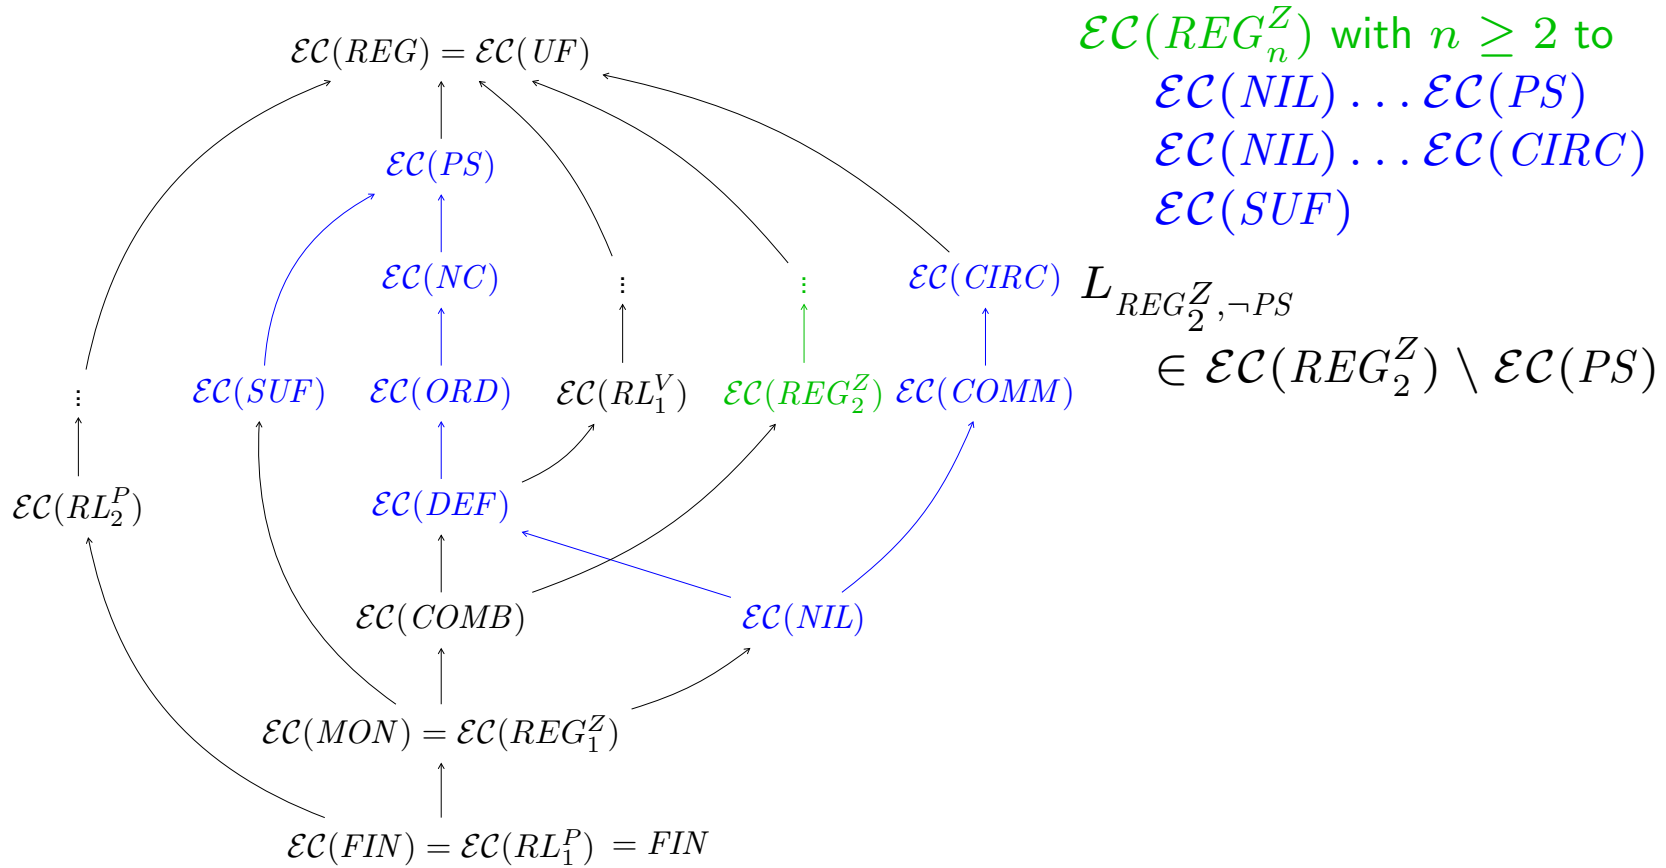 ℰ𝒞(REG) = ℰ𝒞(UF)
ℰ𝒞(PS)
ℰ𝒞(NC)
⋮
⋮
ℰ𝒞(CIRC)
⋮
ℰ𝒞(SUF)
ℰ𝒞(ORD)
ℰ𝒞(RL_1^V)
ℰ𝒞(REG_2^Z)
ℰ𝒞(COMM)
ℰ𝒞(RL_2^P)
ℰ𝒞(DEF)
ℰ𝒞(COMB)
ℰ𝒞(NIL)
ℰ𝒞(MON) = ℰ𝒞(REG_1^Z)
ℰ𝒞(FIN) = ℰ𝒞(RL_1^P) = FIN
ℰ𝒞(REG_n^Z) with n ≥ 2 to
ℰ𝒞(NIL) . . . ℰ𝒞(PS)
ℰ𝒞(NIL) . . . ℰ𝒞(CIRC)
ℰ𝒞(SUF)
L_{REG_2^Z,¬PS}
∈ ℰ𝒞(REG_2^Z) \ ℰ𝒞(PS)